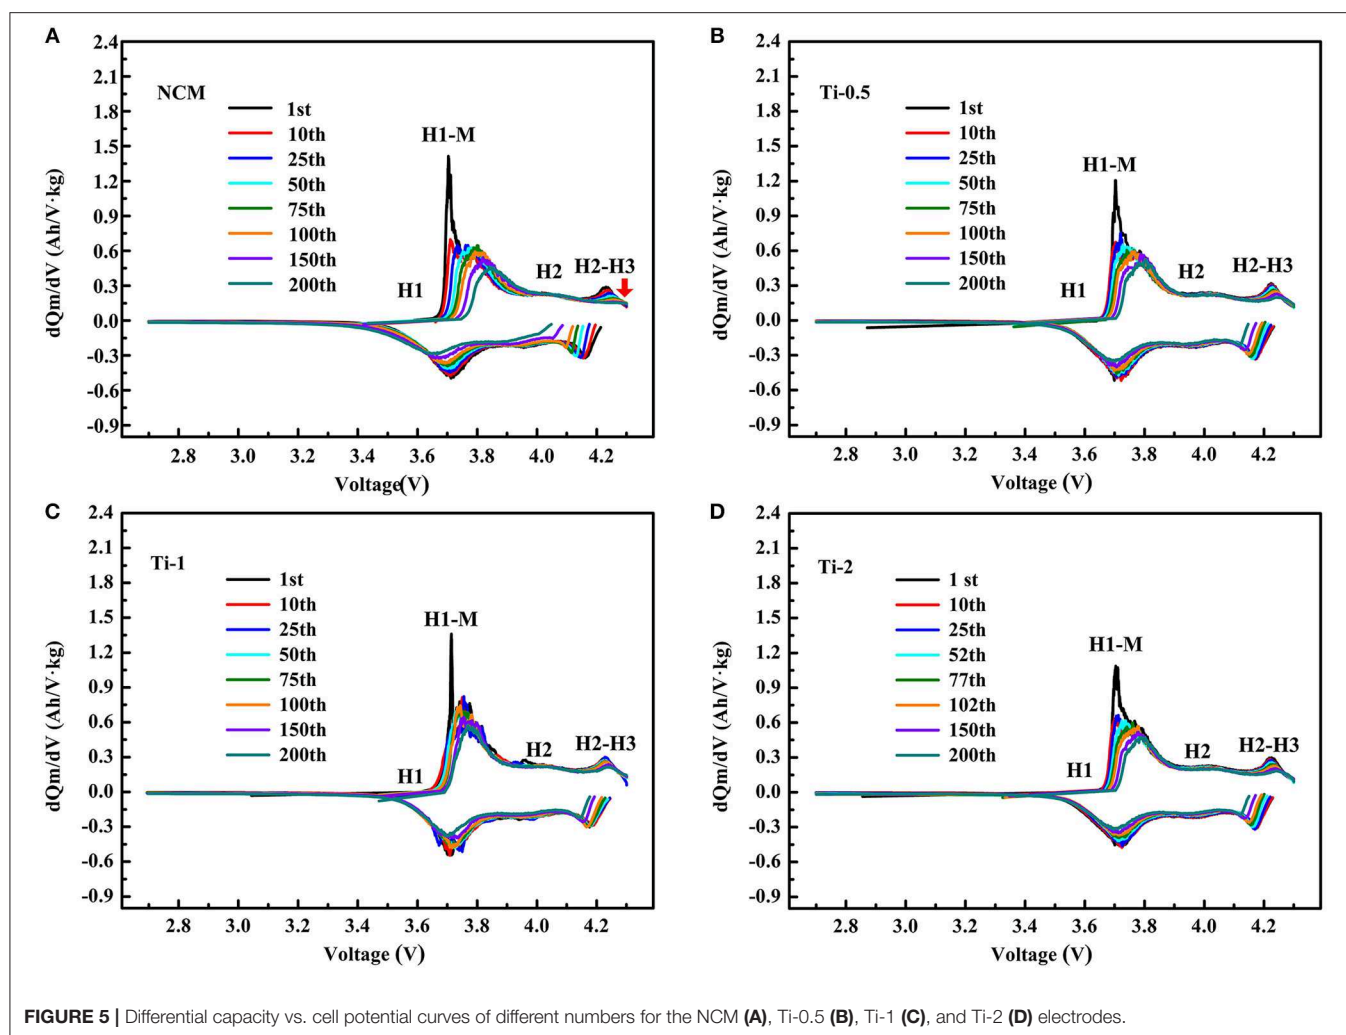 A
2.4
2.1
1.8
1.5
1.2
0.9
0.6
0.3
0.0
-0.3
-0.6
-0.9
dQm/dV (Ah/V·kg)
NCM
1st
10th
25th
50th
75th
100th
150th
200th
H1-M
H1
H2
H2-H3
2.8 3.0 3.2 3.4 3.6 3.8 4.0 4.2
Voltage(V)
B
2.4
2.1
1.8
1.5
1.2
0.9
0.6
0.3
0.0
-0.3
-0.6
-0.9
dQm/dV (Ah/V·kg)
Ti-0.5
1st
10th
25th
50th
75th
100th
150th
200th
H1-M
H1
H2
H2-H3
2.8 3.0 3.2 3.4 3.6 3.8 4.0 4.2
Voltage (V)
C
2.4
2.1
1.8
1.5
1.2
0.9
0.6
0.3
0.0
-0.3
-0.6
-0.9
dQm/dV (Ah/V·kg)
Ti-1
1st
10th
25th
50th
75th
100th
150th
200th
H1-M
H1
H2
H2-H3
2.8 3.0 3.2 3.4 3.6 3.8 4.0 4.2
Voltage (V)
D
2.4
2.1
1.8
1.5
1.2
0.9
0.6
0.3
0.0
-0.3
-0.6
-0.9
dQm/dV (Ah/V·kg)
Ti-2
1 st
10th
25th
52th
77th
102th
150th
200th
H1-M
H1
H2
H2-H3
2.8 3.0 3.2 3.4 3.6 3.8 4.0 4.2
Voltage (V)
FIGURE 5 | Differential capacity vs. cell potential curves of different numbers for the NCM (A), Ti-0.5 (B), Ti-1 (C), and Ti-2 (D) electrodes.